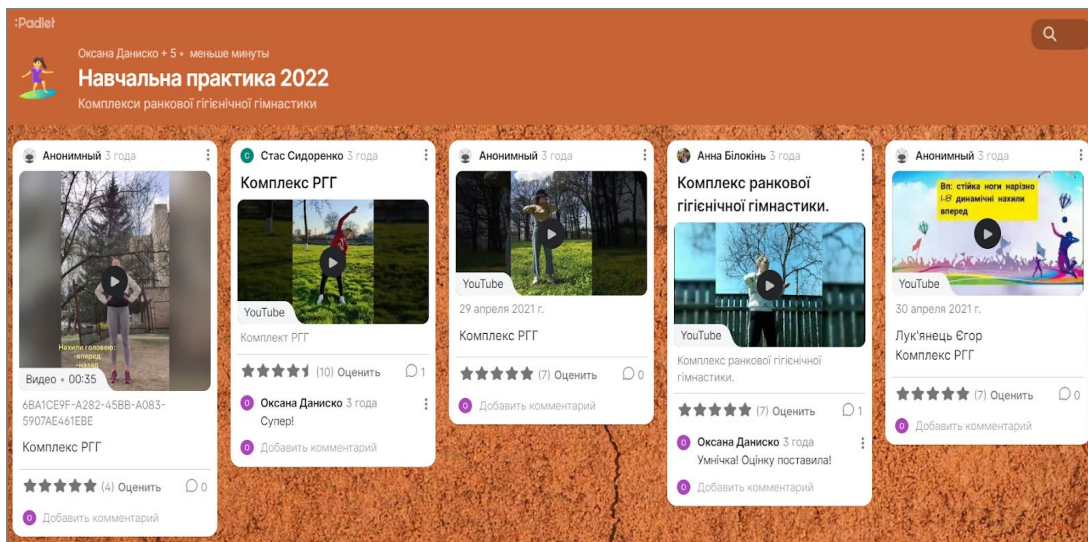 :Padlet
Оксана Даниско + 5 • меньше минуты
Навчальна практика 2022
Комплекси ранкової гігієнічної гімнастики
Анонимный 3 года
Нахили головою:
-вперед
-назад
Видео • 00:35
6BA1CE9F-A282-45BB-A083-
5907AE461EBE
Комплекс РГГ
(4) Оценить 0
О Добавить комментарий
С Стас Сидоренко 3 года
Комплекс РГГ
YouTube
Комплект РГГ
(10) Оценить 1
О Оксана Даниско 3 года
Супер!
О Добавить комментарий
Анонимный 3 года
YouTube
29 апреля 2021 г.
Комплекс РГГ
(7) Оценить 0
О Добавить комментарий
Анна Білокінь 3 года
Комплекс ранкової
гігієнічної гімнастики.
YouTube
Комплекс ранкової гігієнічної
гімнастики.
(7) Оценить 1
О Оксана Даниско 3 года
Умнічка! Оцінку поставила!
О Добавить комментарий
Анонимный 3 года
Вп: стійка ноги нарізно
1-8 динамічні нахили
вперед
YouTube
30 апреля 2021 г.
Лук'янець Єгор
Комплекс РГГ
(7) Оценить 0
О Добавить комментарий